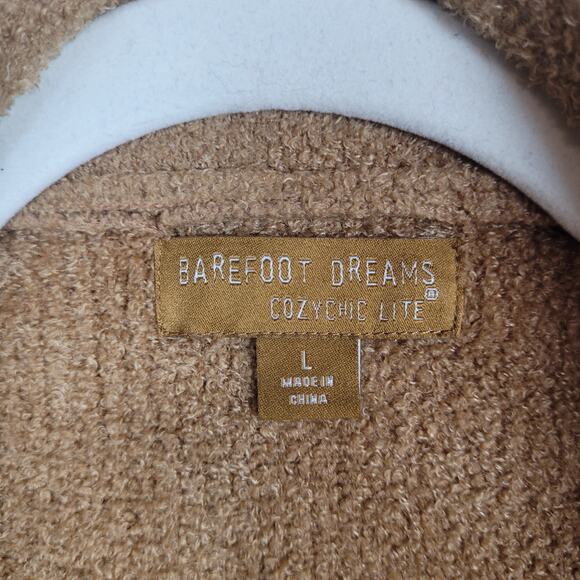 BAREFOOT DREAMS
COZYCHIC LITE®
L
MADE IN
CHINA